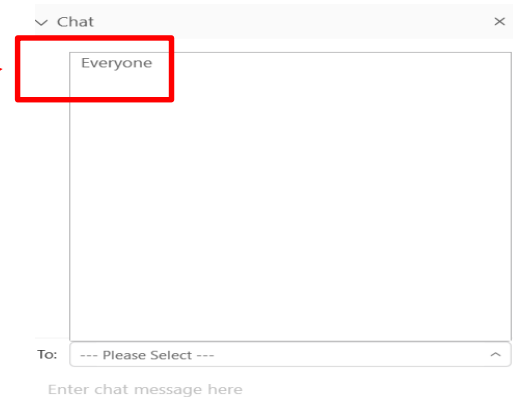 Chat
Everyone
To: --- Please Select ---
Enter chat message here